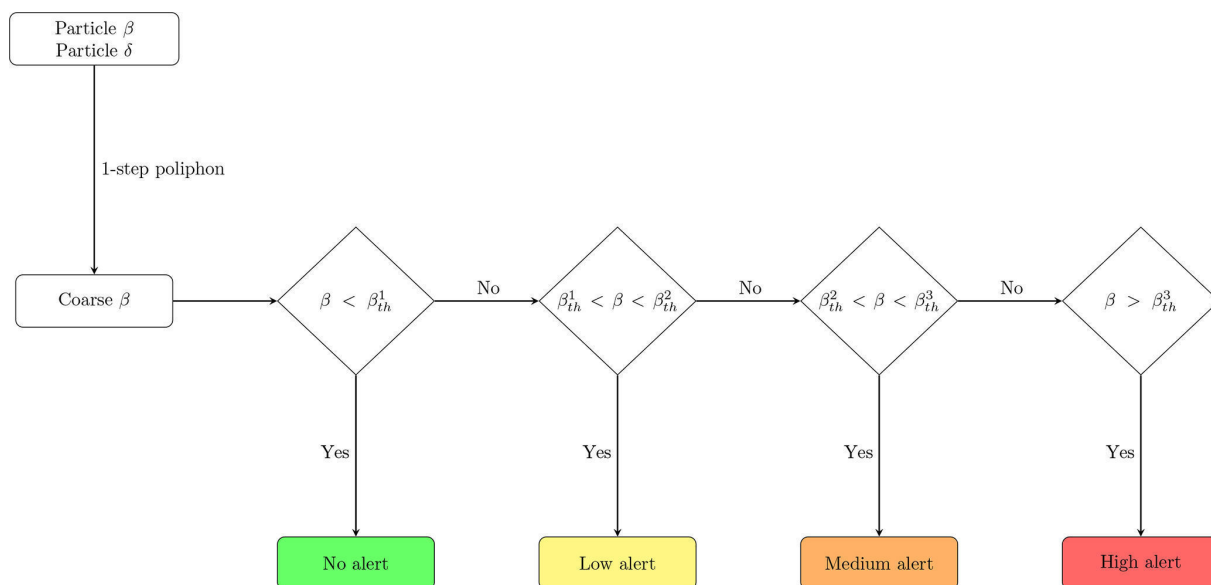 Particle β
Particle δ
1-step poliphon
Coarse β
β < β¹ₜₕ
No
β¹ₜₕ < β < β²ₜₕ
No
β²ₜₕ < β < β³ₜₕ
No
β > β³ₜₕ
Yes
Yes
Yes
Yes
No alert
Low alert
Medium alert
High alert